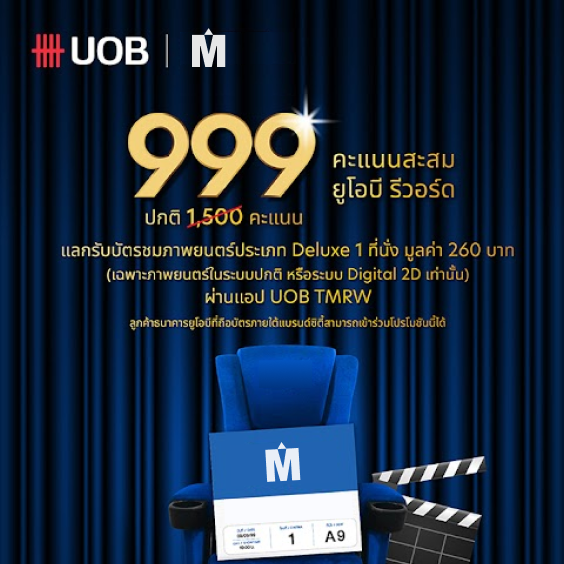 UOB | M
999
คะแนนสะสม
ยูโอบี รีวอร์ด
ปกติ 1,500 คะแนน
แลกรับบัตรชมภาพยนตร์ประเภท Deluxe 1 ที่นั่ง มูลค่า 260 บาท
(เฉพาะภาพยนตร์ในระบบปกติ หรือระบบ Digital 2D เท่านั้น)
ผ่านแอป UOB TMRW
ลูกค้าธนาคารยูโอบีที่ถือบัตรภายใต้แบรนด์ซิตี้สามารถเข้าร่วมโปรโมชันนี้ได้
M
1
A9